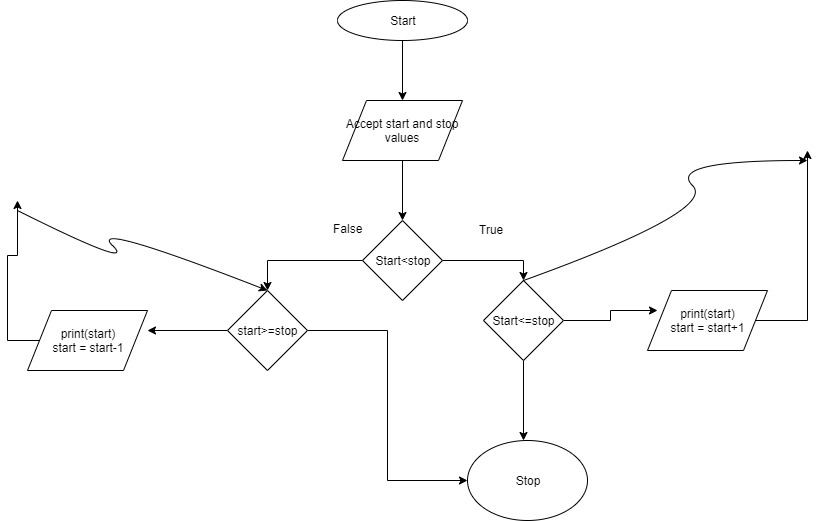 Start
Accept start and stop
values
False
True
Start<stop
start>=stop
Start<=stop
print(start)
start = start-1
print(start)
start = start+1
Stop